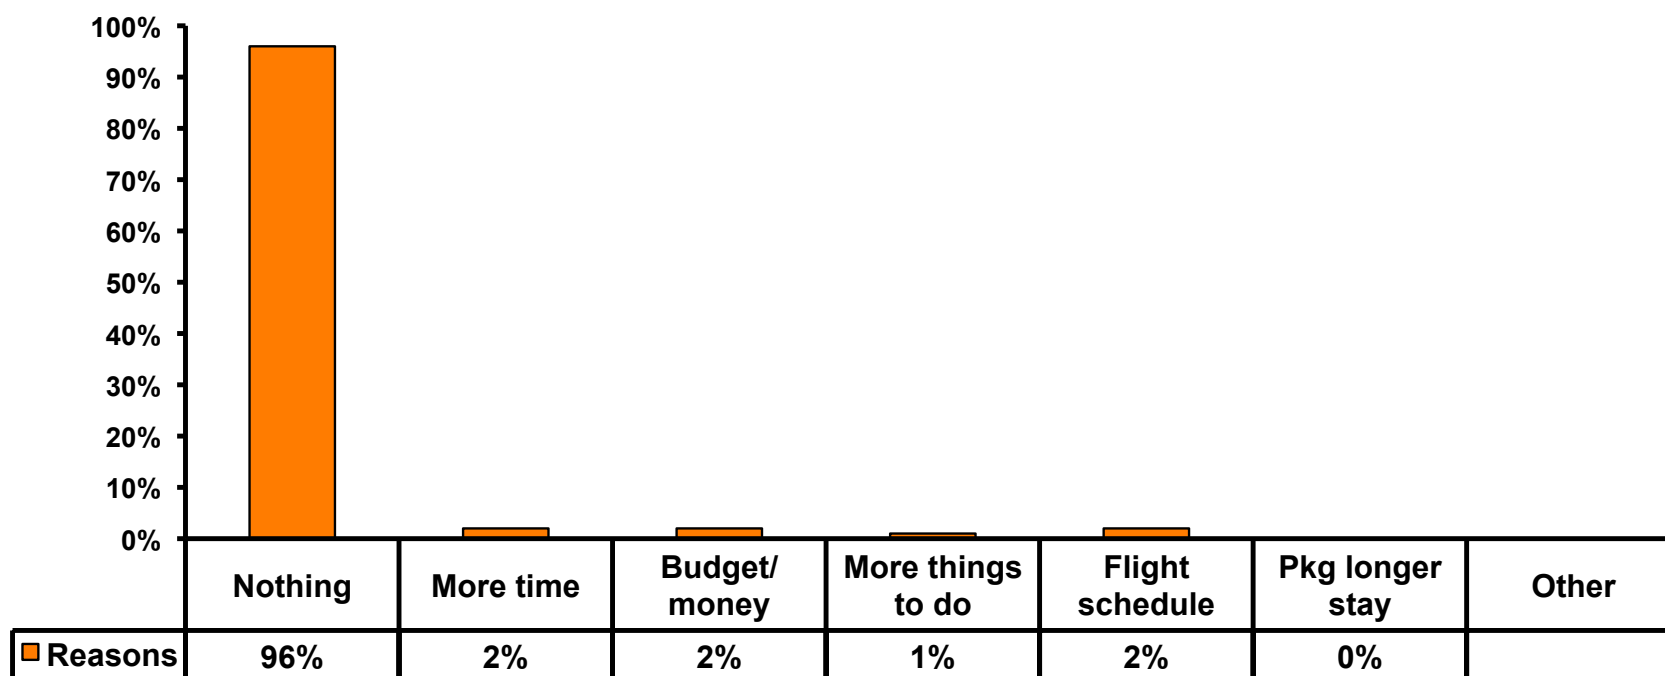 100%
90%
80%
70%
60%
50%
40%
30%
20%
10%
0%
Nothing
More time
Budget/
money
More things
to do
Flight
schedule
Pkg longer
stay
Other
Reasons
96%
2%
2%
1%
2%
0%